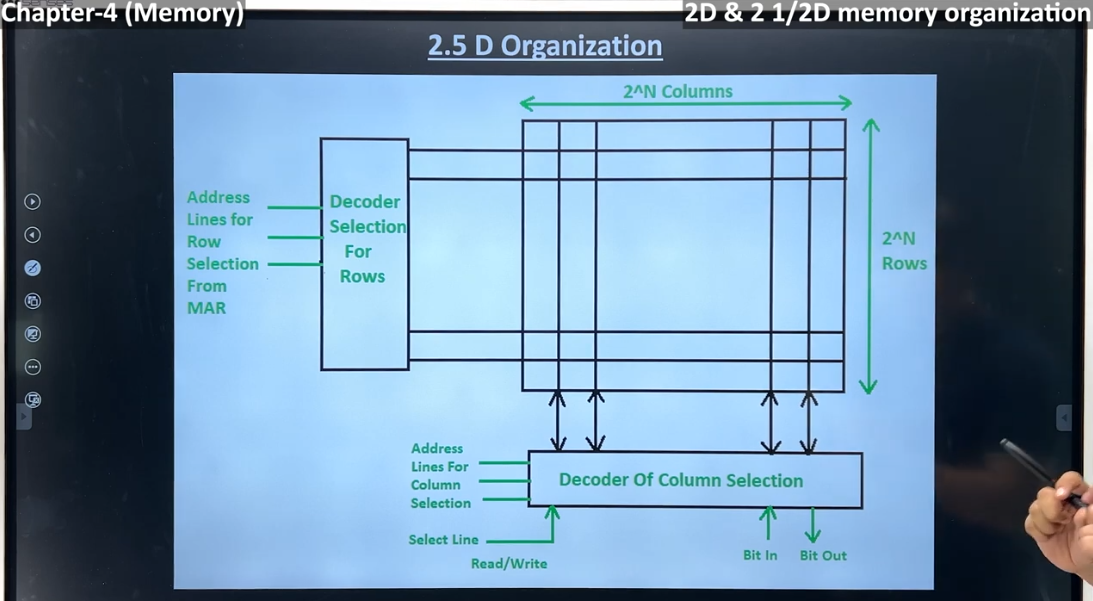 Chapter-4 (Memory)
2D & 2 1/2D memory organization
2.5 D Organization
2^N Columns
Address
Lines for
Row
Selection
From
MAR
Decoder
Selection
For
Rows
2^N
Rows
Address
Lines For
Column
Selection
Decoder Of Column Selection
Select Line
Read/Write
Bit In
Bit Out